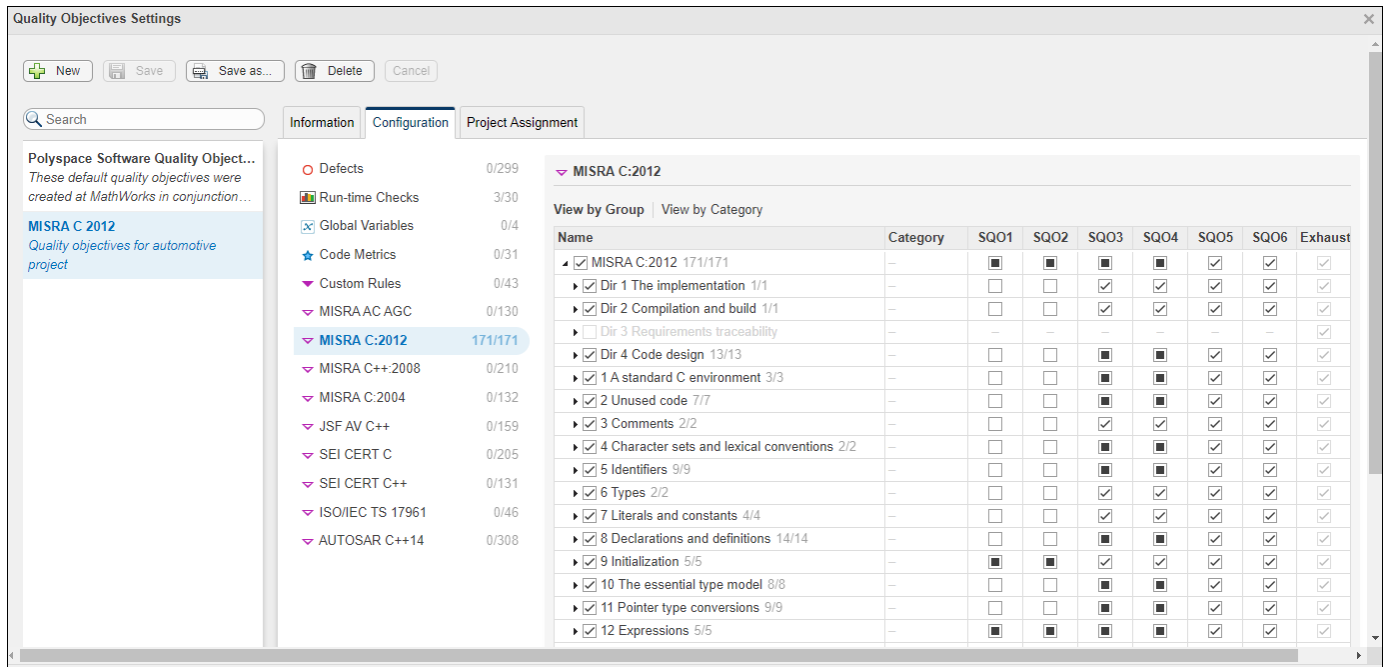 Quality Objectives Settings
New Save Save as... Delete Cancel
Search
Information Configuration Project Assignment
Polyspace Software Quality Object...
These default quality objectives were
created at MathWorks in conjunction...
MISRA C 2012
Quality objectives for automotive
project
Defects 0/299
Run-time Checks 3/30
Global Variables 0/4
Code Metrics 0/31
Custom Rules 0/43
MISRA AC AGC 0/130
MISRA C:2012 171/171
MISRA C++:2008 0/210
MISRA C:2004 0/132
JSF AV C++ 0/159
SEI CERT C 0/205
SEI CERT C++ 0/131
ISO/IEC TS 17961 0/46
AUTOSAR C++14 0/308
MISRA C:2012
View by Group View by Category
Name Category SQO1 SQO2 SQO3 SQO4 SQO5 SQO6 Exhaust
MISRA C:2012 171/171 –
Dir 1 The implementation 1/1 –
Dir 2 Compilation and build 1/1 –
Dir 3 Requirements traceability – – – – – – –
Dir 4 Code design 13/13 –
1 A standard C environment 3/3 –
2 Unused code 7/7 –
3 Comments 2/2 –
4 Character sets and lexical conventions 2/2 –
5 Identifiers 9/9 –
6 Types 2/2 –
7 Literals and constants 4/4 –
8 Declarations and definitions 14/14 –
9 Initialization 5/5 –
10 The essential type model 8/8 –
11 Pointer type conversions 9/9 –
12 Expressions 5/5 –